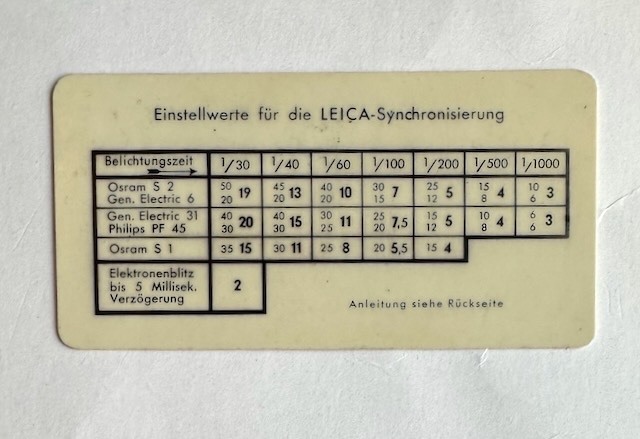 Einstellwerte für die LEICA-Synchronisierung
Belichtungszeit 1/30 1/40 1/60 1/100 1/200 1/500 1/1000
Osram S 2 50 19 45 13 40 10 30 7 25 5 15 4 10 3
Gen. Electric 6 20 20 20 15 12 8 6
Gen. Electric 31 40 20 40 15 30 11 25 7,5 15 5 10 4 6 3
Philips PF 45 30 30 25 20 12 8 6
Osram S 1 35 15 30 11 25 8 20 5,5 15 4
Elektronenblitz
bis 5 Millisek. 2
Verzögerung
Anleitung siehe Rückseite